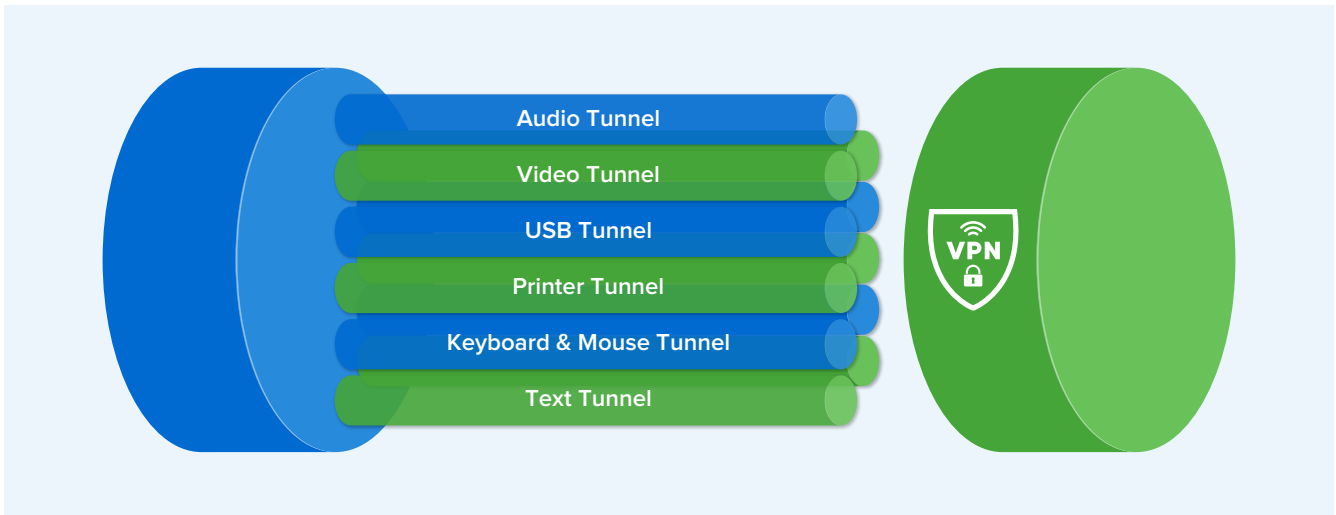 Audio Tunnel
Video Tunnel
USB Tunnel
Printer Tunnel
Keyboard & Mouse Tunnel
Text Tunnel
VPN